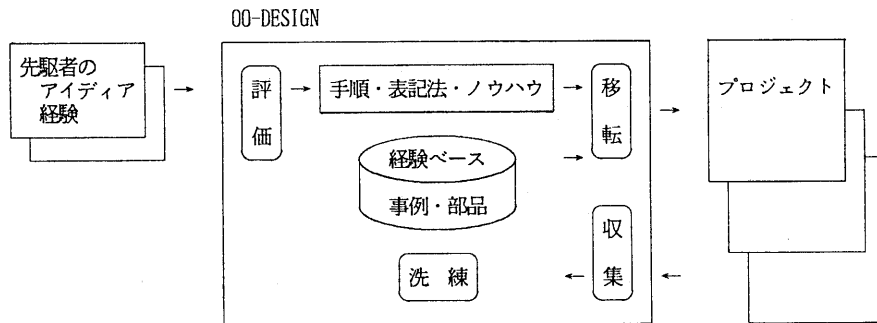 OO-DESIGN
先駆者の
アイディア
経験
評価
手順・表記法・ノウハウ
移転
プロジェクト
経験ベース
事例・部品
収集
洗 練